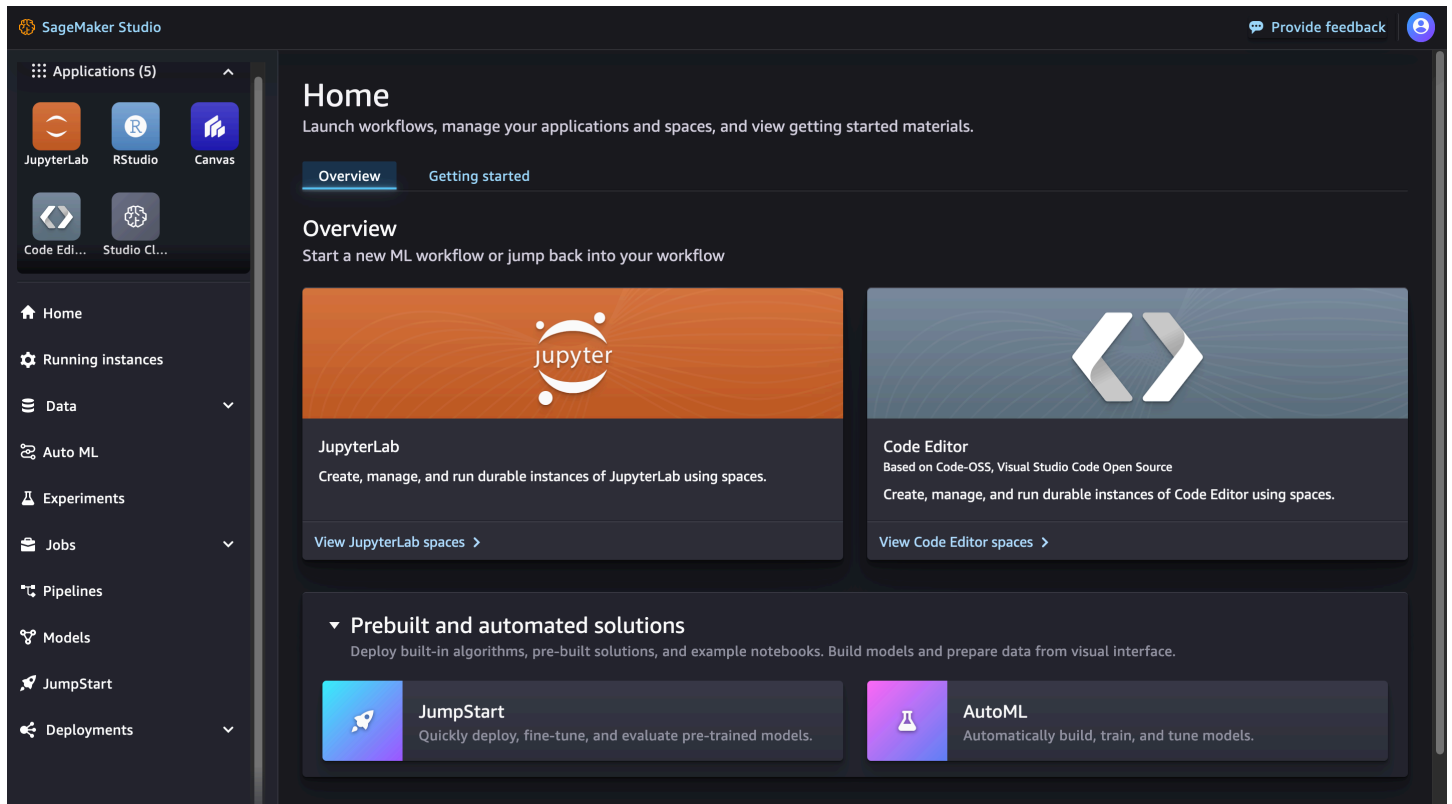 SageMaker Studio
Provide feedback
Applications (5)
JupyterLab
RStudio
R
Canvas
Code Edi...
Studio Cl...
Home
Running instances
Data
Auto ML
Experiments
Jobs
Pipelines
Models
JumpStart
Deployments
Home
Launch workflows, manage your applications and spaces, and view getting started materials.
Overview
Getting started
Overview
Start a new ML workflow or jump back into your workflow
jupyter
JupyterLab
Create, manage, and run durable instances of JupyterLab using spaces.
View JupyterLab spaces
Code Editor
Based on Code-OSS, Visual Studio Code Open Source
Create, manage, and run durable instances of Code Editor using spaces.
View Code Editor spaces
Prebuilt and automated solutions
Deploy built-in algorithms, pre-built solutions, and example notebooks. Build models and prepare data from visual interface.
JumpStart
Quickly deploy, fine-tune, and evaluate pre-trained models.
AutoML
Automatically build, train, and tune models.